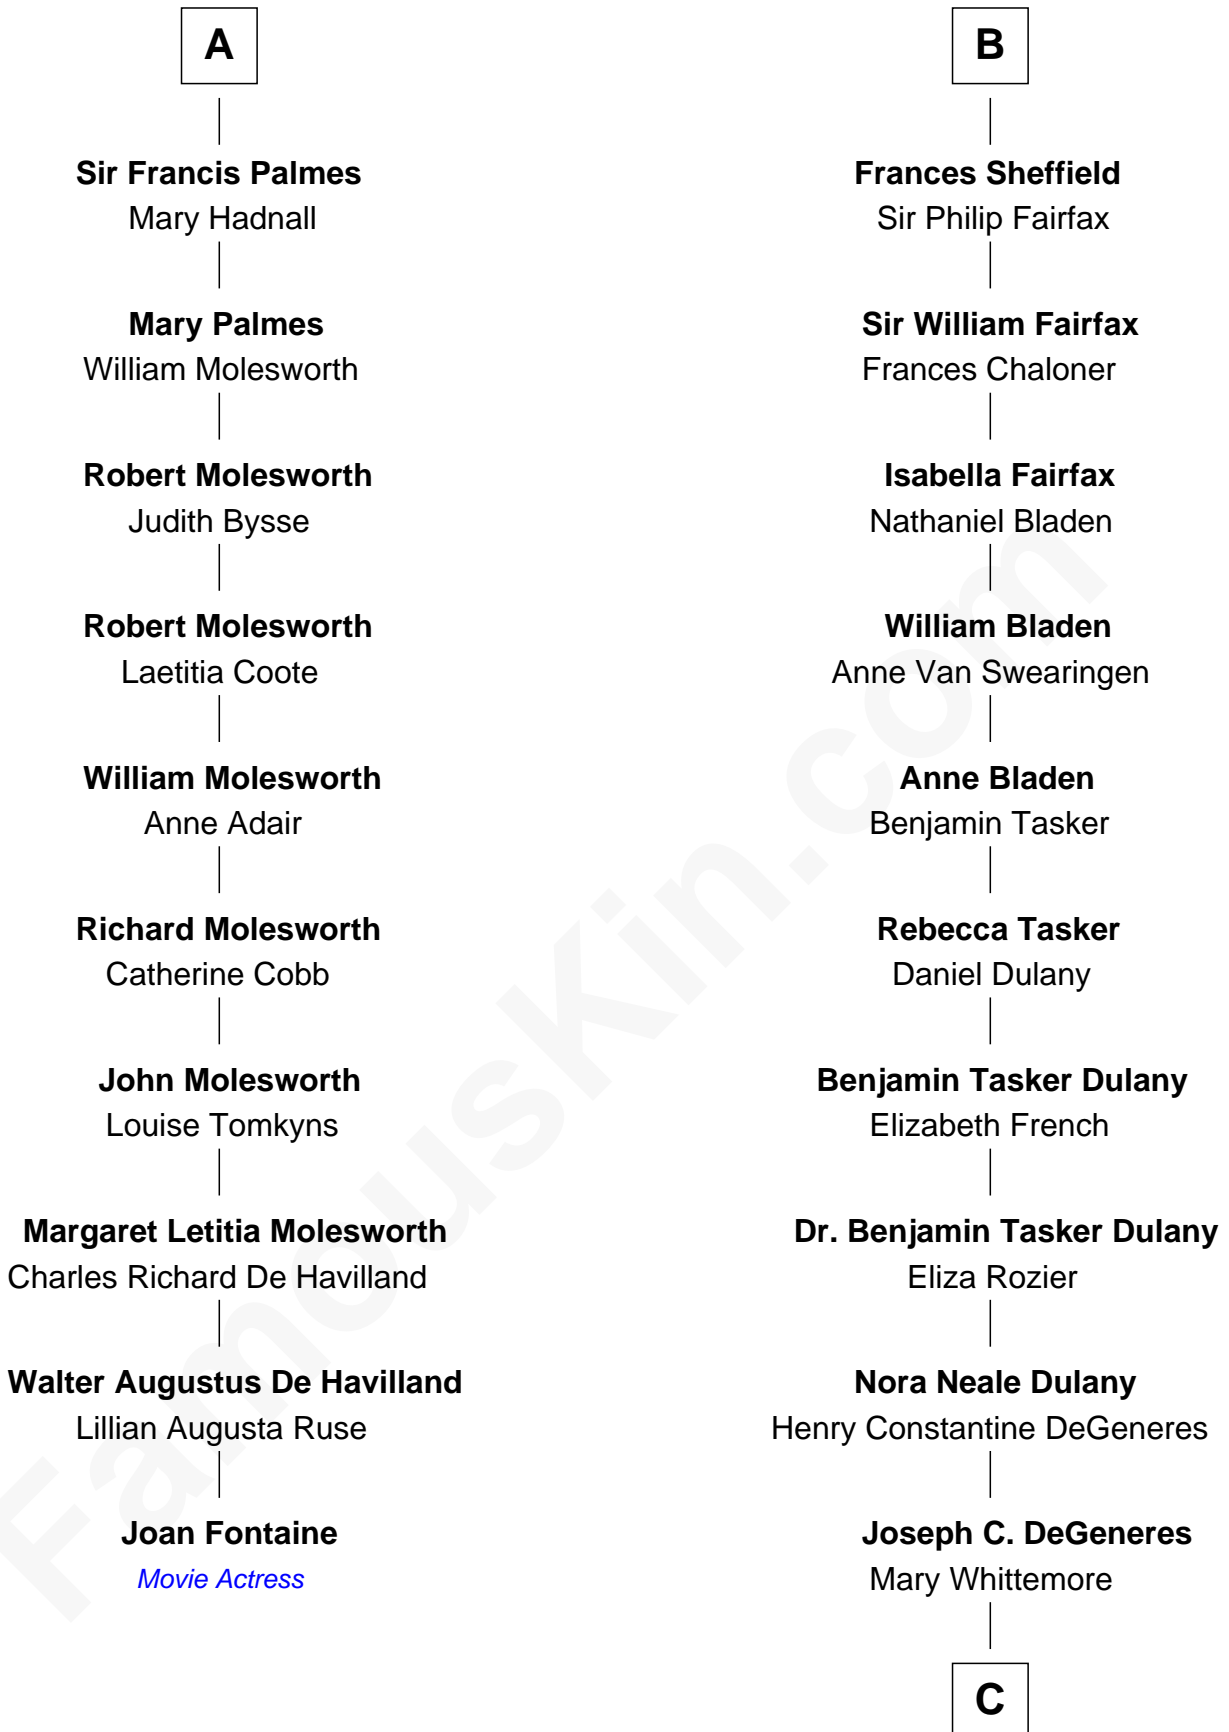 A
Sir Francis Palmes
Mary Hadnall
Mary Palmes
William Molesworth
Robert Molesworth
Judith Bysse
Robert Molesworth
Laetitia Coote
William Molesworth
Anne Adair
Richard Molesworth
Catherine Cobb
John Molesworth
Louise Tomkyns
Margaret Letitia Molesworth
Charles Richard De Havilland
Walter Augustus De Havilland
Lillian Augusta Ruse
Joan Fontaine
Movie Actress
B
Frances Sheffield
Sir Philip Fairfax
Sir William Fairfax
Frances Chaloner
Isabella Fairfax
Nathaniel Bladen
William Bladen
Anne Van Swearingen
Anne Bladen
Benjamin Tasker
Rebecca Tasker
Daniel Dulany
Benjamin Tasker Dulany
Elizabeth French
Dr. Benjamin Tasker Dulany
Eliza Rozier
Nora Neale Dulany
Henry Constantine DeGeneres
Joseph C. DeGeneres
Mary Whittemore
C
FamousKin.com